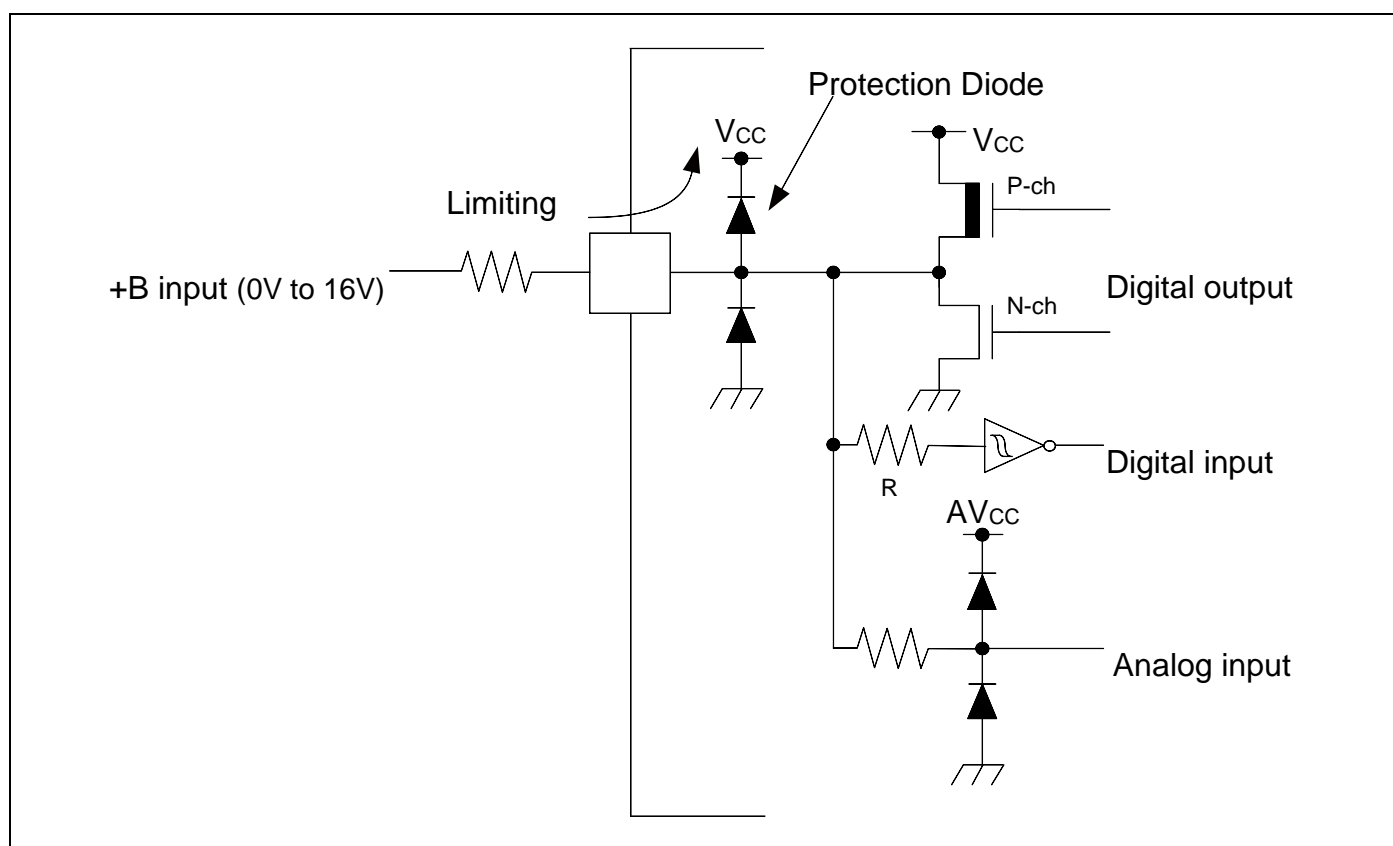 Protection Diode
VCC
VCC
P-ch
Limiting
+B input (0V to 16V)
Digital output
N-ch
Digital input
R
AVCC
Analog input